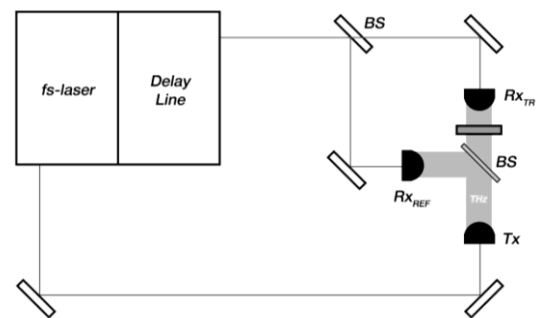 BS
fs-laser
Delay
Line
Rx_TR
BS
Rx_REF
THz
Tx